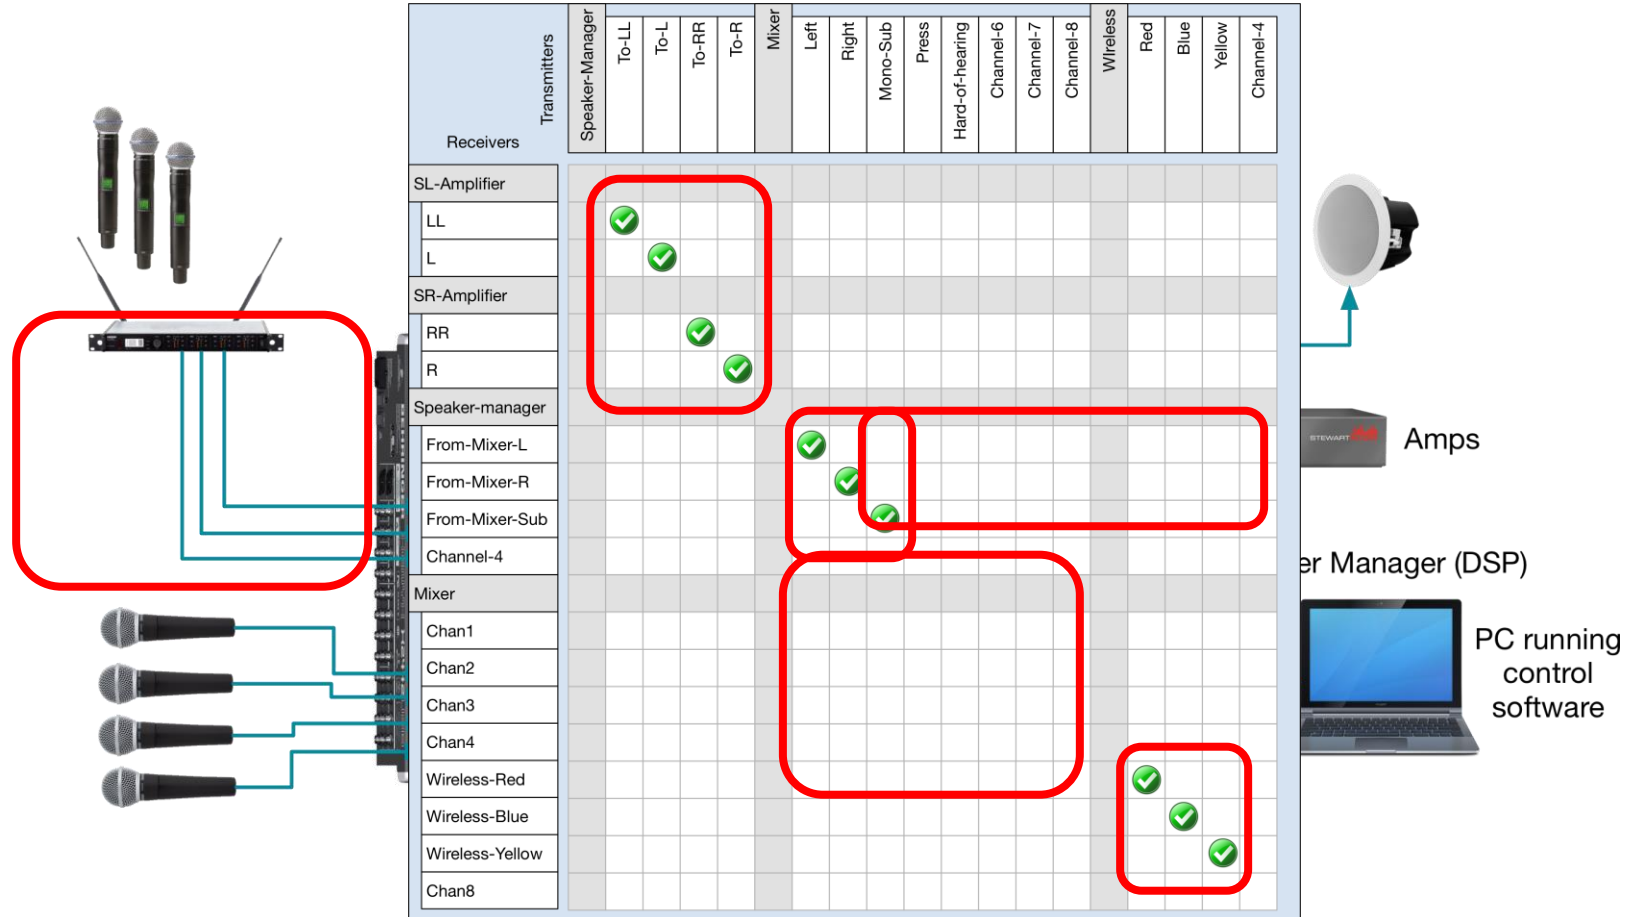 Transmitters
Receivers
Speaker-Manager
To-LL
To-L
To-RR
To-R
Mixer
Left
Right
Mono-Sub
Press
Hard-of-hearing
Channel-6
Channel-7
Channel-8
WIreless
Red
Blue
Yellow
Channel-4
SL-Amplifier
LL
L
SR-Amplifier
RR
R
Speaker-manager
From-Mixer-L
From-Mixer-R
From-Mixer-Sub
Channel-4
Mixer
Chan1
Chan2
Chan3
Chan4
Wireless-Red
Wireless-Blue
Wireless-Yellow
Chan8
STEWART
Amps
er Manager (DSP)
PC running
control
software